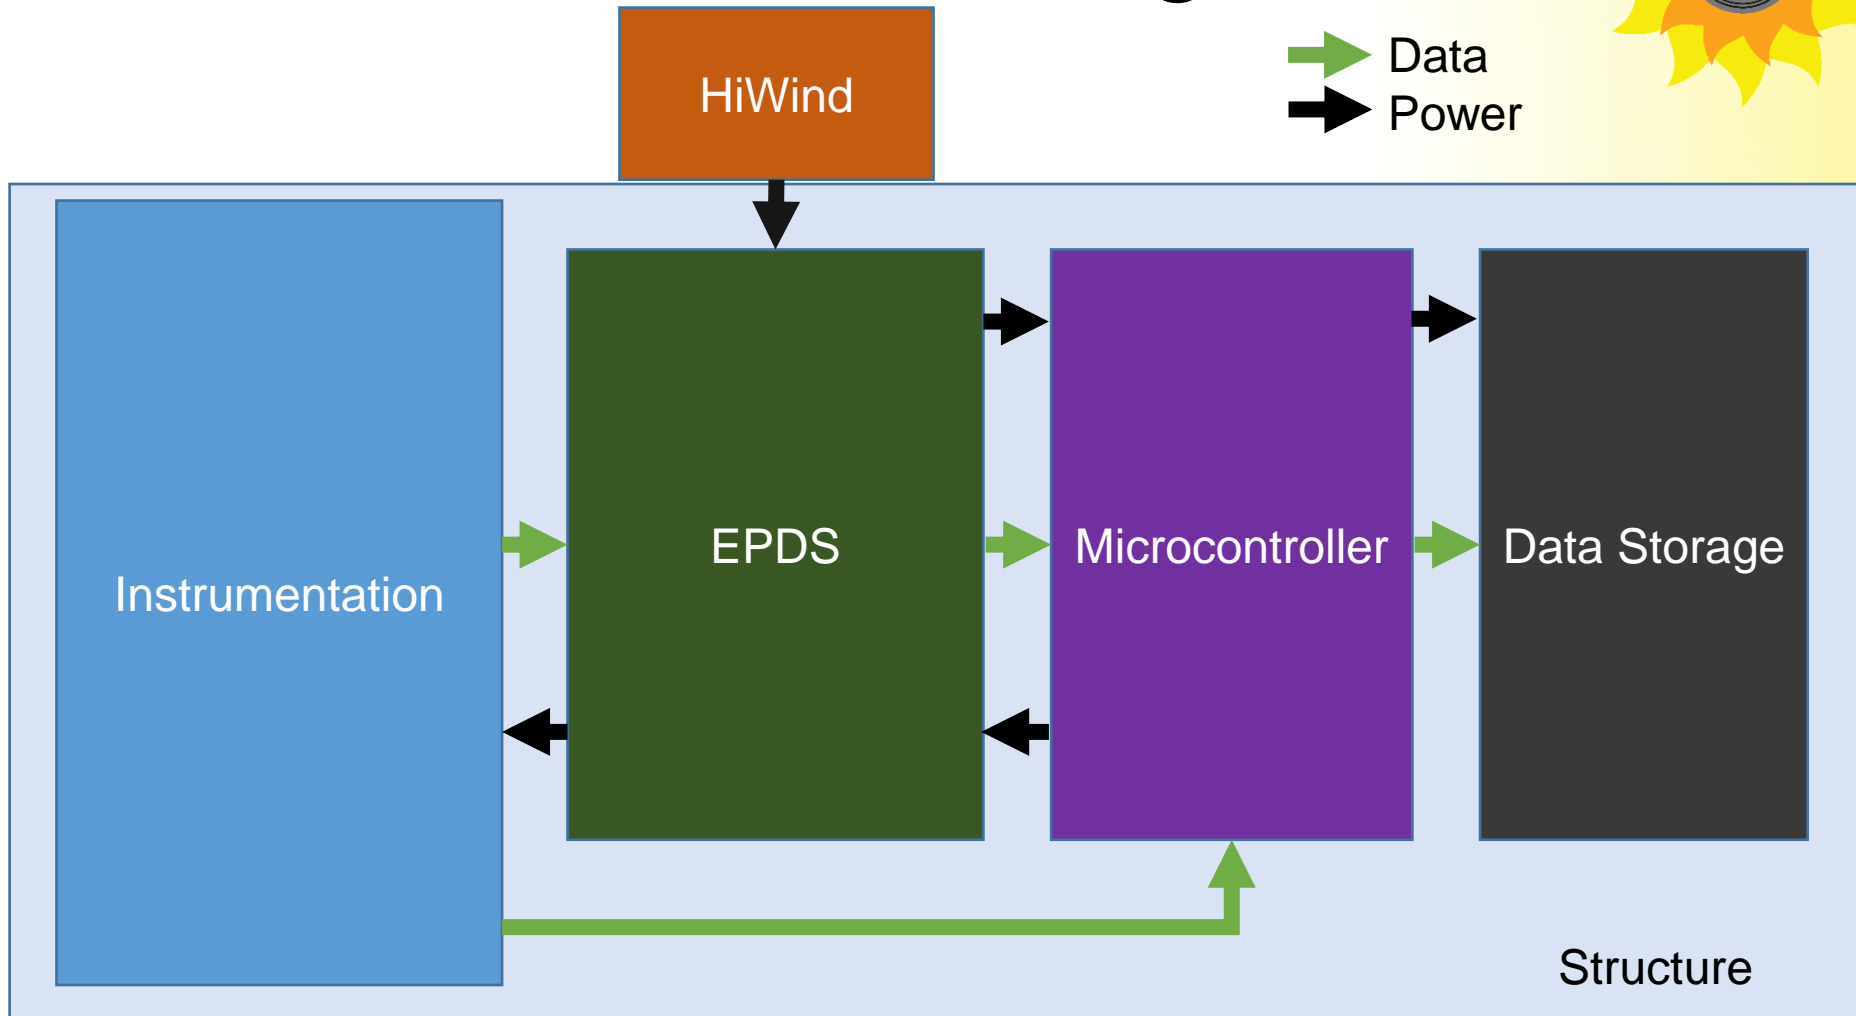 HiWind
Data
Power
Instrumentation
EPDS
Microcontroller
Data Storage
Structure